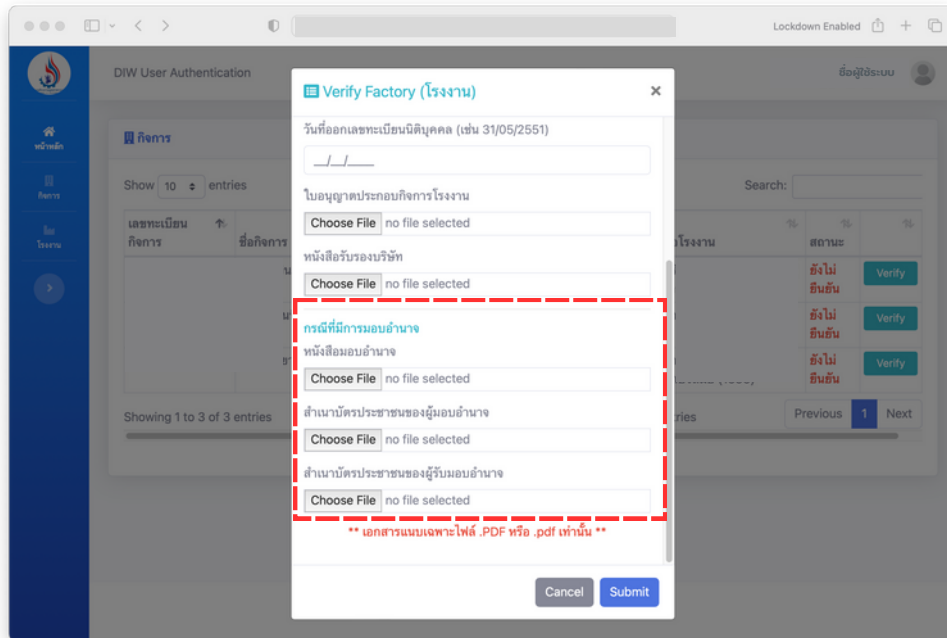 Lockdown Enabled
DIW User Authentication
ชื่อผู้ใช้ระบบ
หน้าหลัก
กิจการ
โรงงาน
กิจการ
Show 10 entries
Search:
เลขทะเบียน
กิจการ
ชื่อกิจการ
สถานะ
ยังไม่
ยืนยัน
Verify
ยังไม่
ยืนยัน
Verify
ยังไม่
ยืนยัน
Verify
Showing 1 to 3 of 3 entries
Previous 1 Next
Verify Factory (โรงงาน)
×
วันที่ออกเลขทะเบียนนิติบุคคล (เช่น 31/05/2551)
__/__/____
ใบอนุญาตประกอบกิจการโรงงาน
Choose File no file selected
หนังสือรับรองบริษัท
Choose File no file selected
กรณีที่มีการมอบอำนาจ
หนังสือมอบอำนาจ
Choose File no file selected
สำเนาบัตรประชาชนของผู้มอบอำนาจ
Choose File no file selected
สำเนาบัตรประชาชนของผู้รับมอบอำนาจ
Choose File no file selected
** เอกสารแนบเฉพาะไฟล์ .PDF หรือ .pdf เท่านั้น **
Cancel
Submit